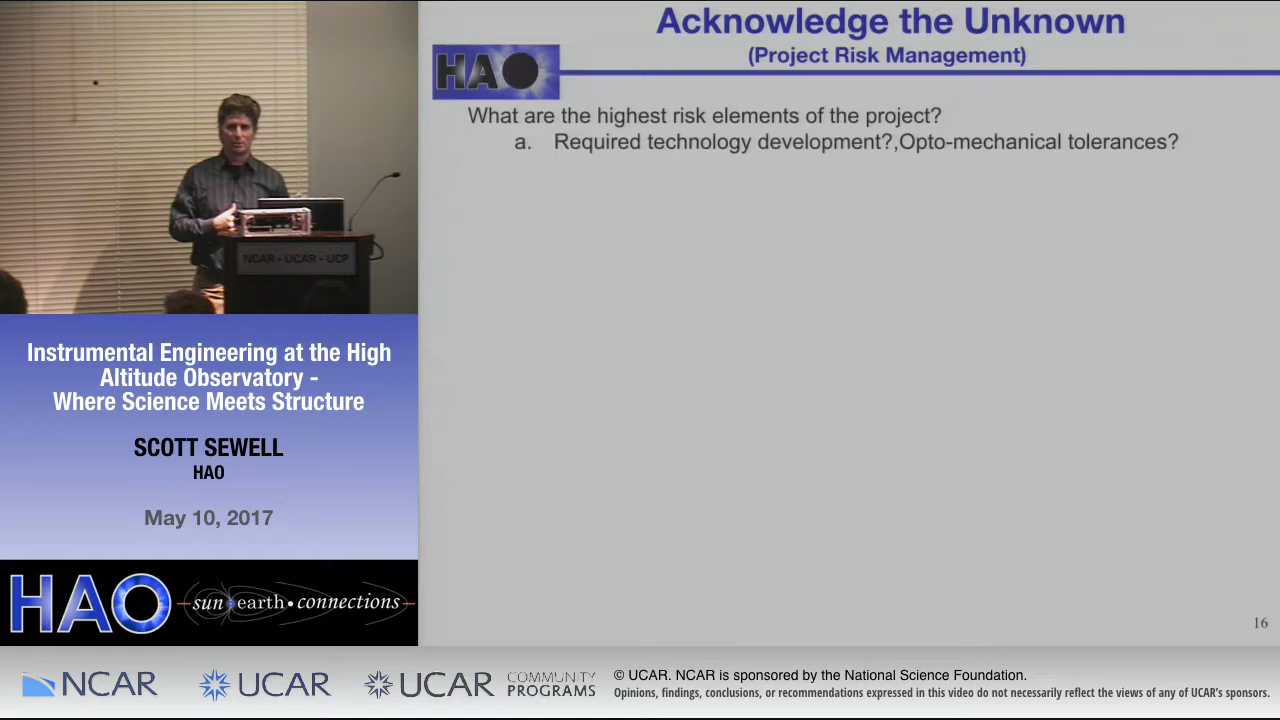 Acknowledge the Unknown
(Project Risk Management)
HAO
What are the highest risk elements of the project?
a. Required technology development?,Opto-mechanical tolerances?
NCAR • UCAR • UCP
Instrumental Engineering at the High
Altitude Observatory -
Where Science Meets Structure
SCOTT SEWELL
HAO
May 10, 2017
HAO
sun•earth•connections
16
NCAR
UCAR
UCAR
COMMUNITY
PROGRAMS
© UCAR. NCAR is sponsored by the National Science Foundation.
Opinions, findings, conclusions, or recommendations expressed in this video do not necessarily reflect the views of any of UCAR's sponsors.